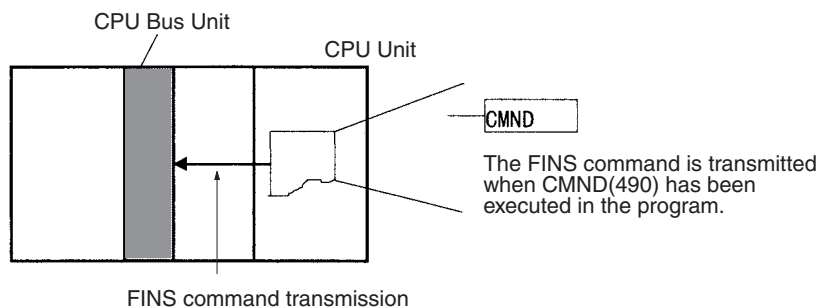 CPU Bus Unit
CPU Unit
CMND
The FINS command is transmitted
when CMND(490) has been
executed in the program.
FINS command transmission